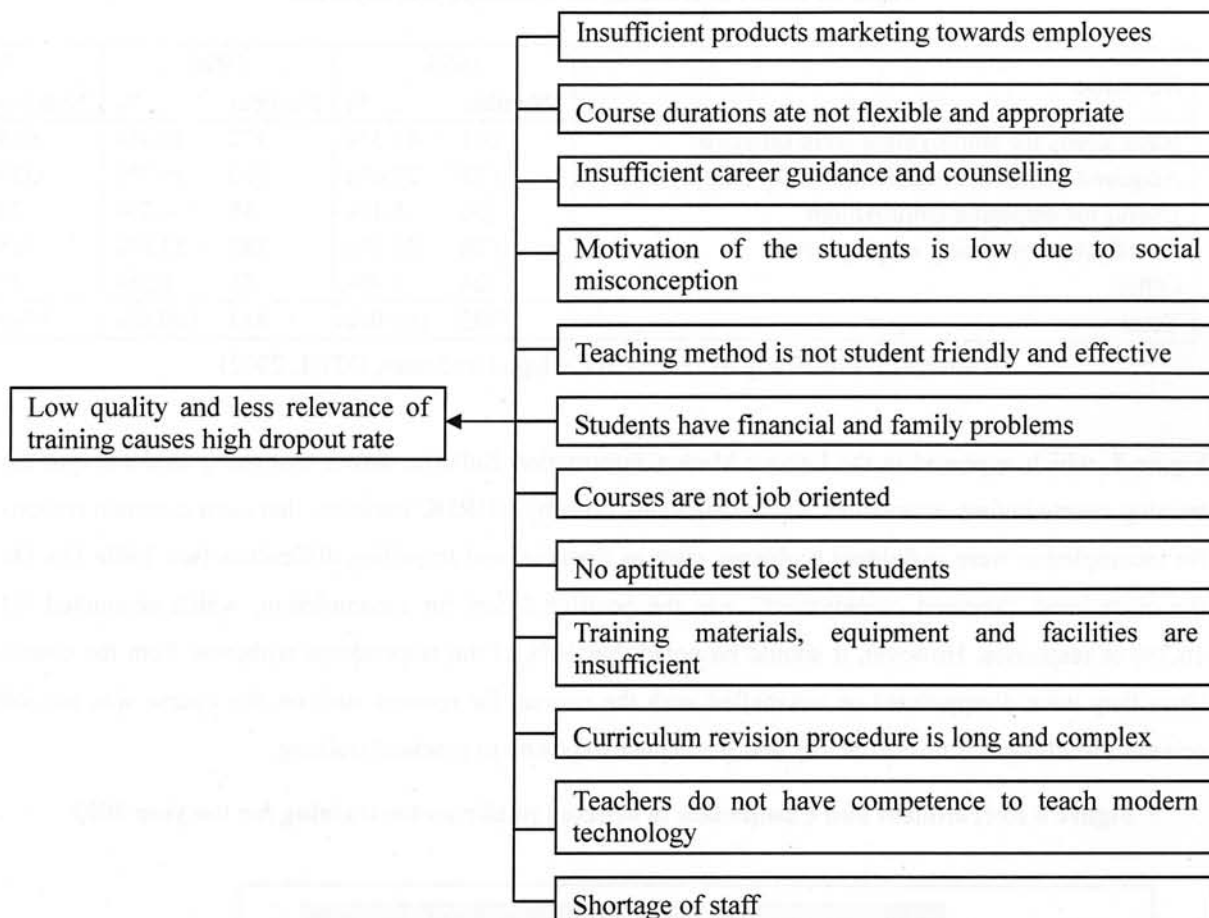 Insufficient products marketing towards employees
Course durations ate not flexible and appropriate
Insufficient career guidance and counselling
Motivation of the students is low due to social
misconception
Teaching method is not student friendly and effective
Low quality and less relevance of
training causes high dropout rate
Students have financial and family problems
Courses are not job oriented
No aptitude test to select students
Training materials, equipment and facilities are
insufficient
Curriculum revision procedure is long and complex
Teachers do not have competence to teach modern
technology
Shortage of staff